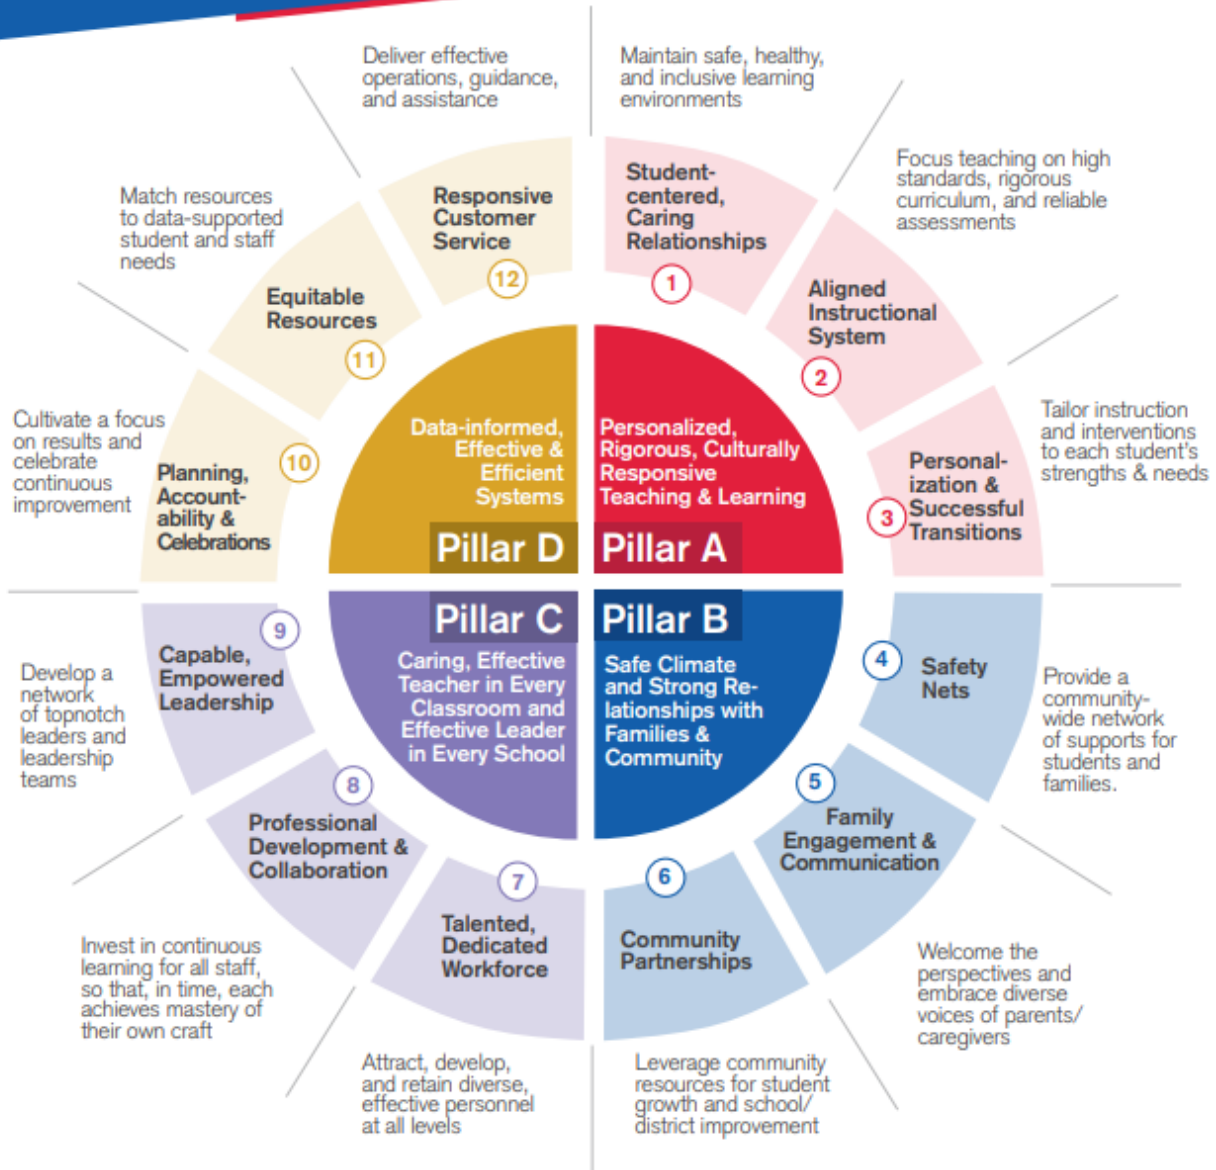 Deliver effective
operations, guidance,
and assistance
Maintain safe, healthy,
and inclusive learning
environments
Match resources
to data-supported
student and staff
needs
Focus teaching on high
standards, rigorous
curriculum, and reliable
assessments
Responsive
Customer
Service
12
Student-
centered,
Caring
Relationships
1
Equitable
Resources
11
Aligned
Instructional
System
2
Cultivate a focus
on results and
celebrate
continuous
improvement
Planning,
Account-
ability &
Celebrations
10
Data-informed,
Effective &
Efficient
Systems
Pillar D
Personalized,
Rigorous, Culturally
Responsive
Teaching & Learning
Pillar A
Personal-
ization &
Successful
Transitions
3
Tailor instruction
and interventions
to each student's
strengths & needs
Develop a
network
of topnotch
leaders and
leadership
teams
9
Capable,
Empowered
Leadership
Pillar C
Caring, Effective
Teacher in Every
Classroom and
Effective Leader
in Every School
Pillar B
Safe Climate
and Strong Re-
lationships with
Families &
Community
4
Safety
Nets
Provide a
community-
wide network
of supports for
students and
families.
8
Professional
Development &
Collaboration
7
Talented,
Dedicated
Workforce
6
Community
Partnerships
5
Family
Engagement &
Communication
Invest in continuous
learning for all staff,
so that, in time, each
achieves mastery of
their own craft
Attract, develop,
and retain diverse,
effective personnel
at all levels
Leverage community
resources for student
growth and school/
district improvement
Welcome the
perspectives and
embrace diverse
voices of parents/
caregivers